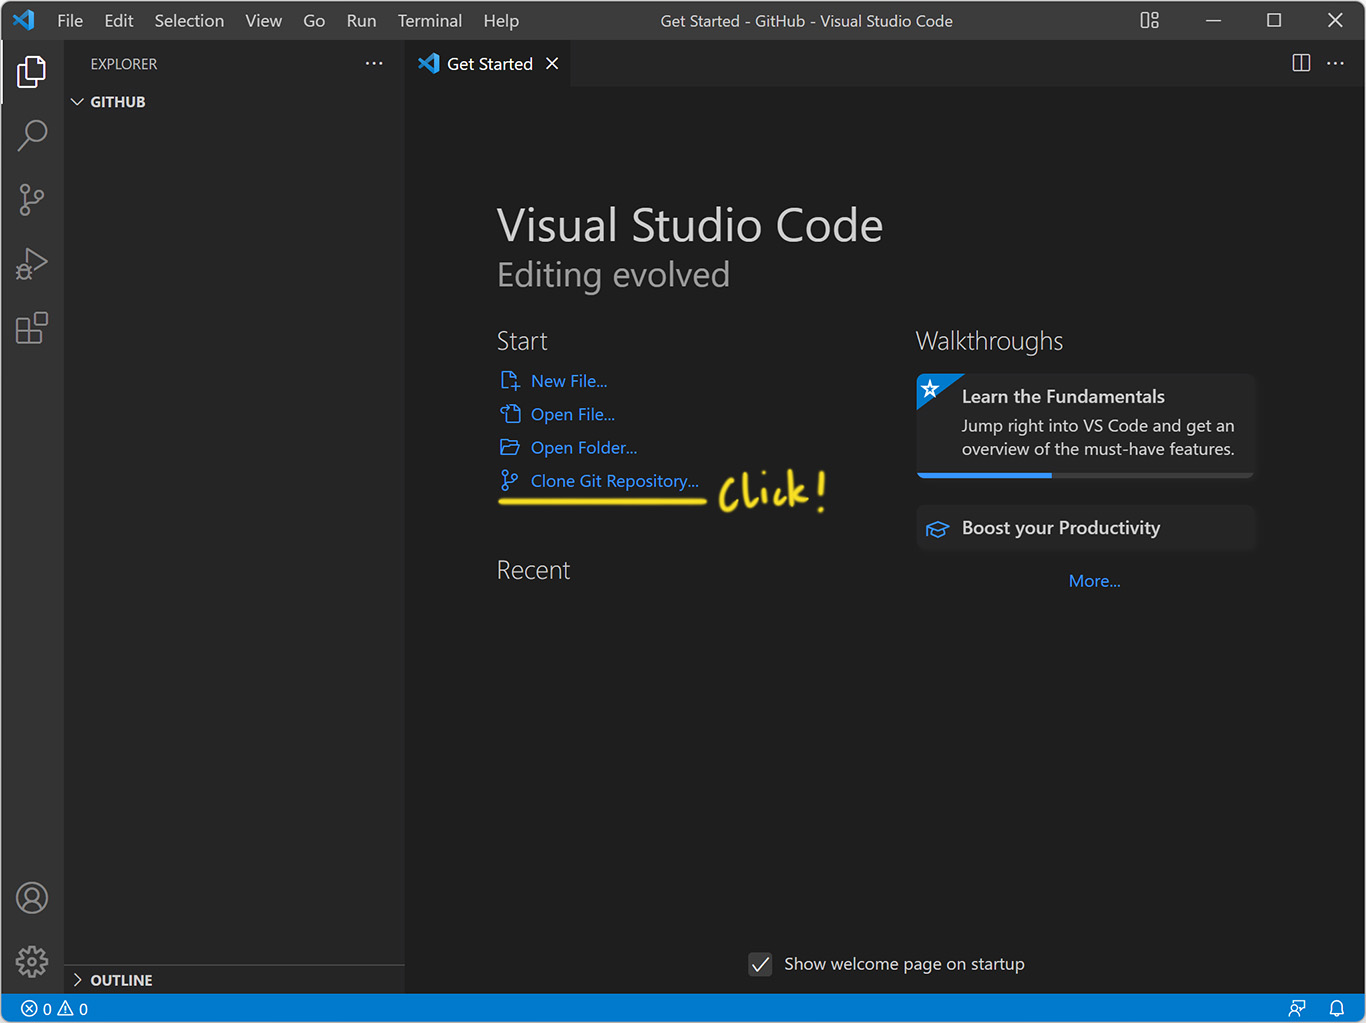 File Edit Selection View Go Run Terminal Help Get Started - GitHub - Visual Studio Code
EXPLORER
Get Started
GITHUB
Visual Studio Code
Editing evolved
Start
New File...
Open File...
Open Folder...
Clone Git Repository...
Click!
Recent
Walkthroughs
Learn the Fundamentals
Jump right into VS Code and get an
overview of the must-have features.
Boost your Productivity
More...
Show welcome page on startup
OUTLINE
0 0